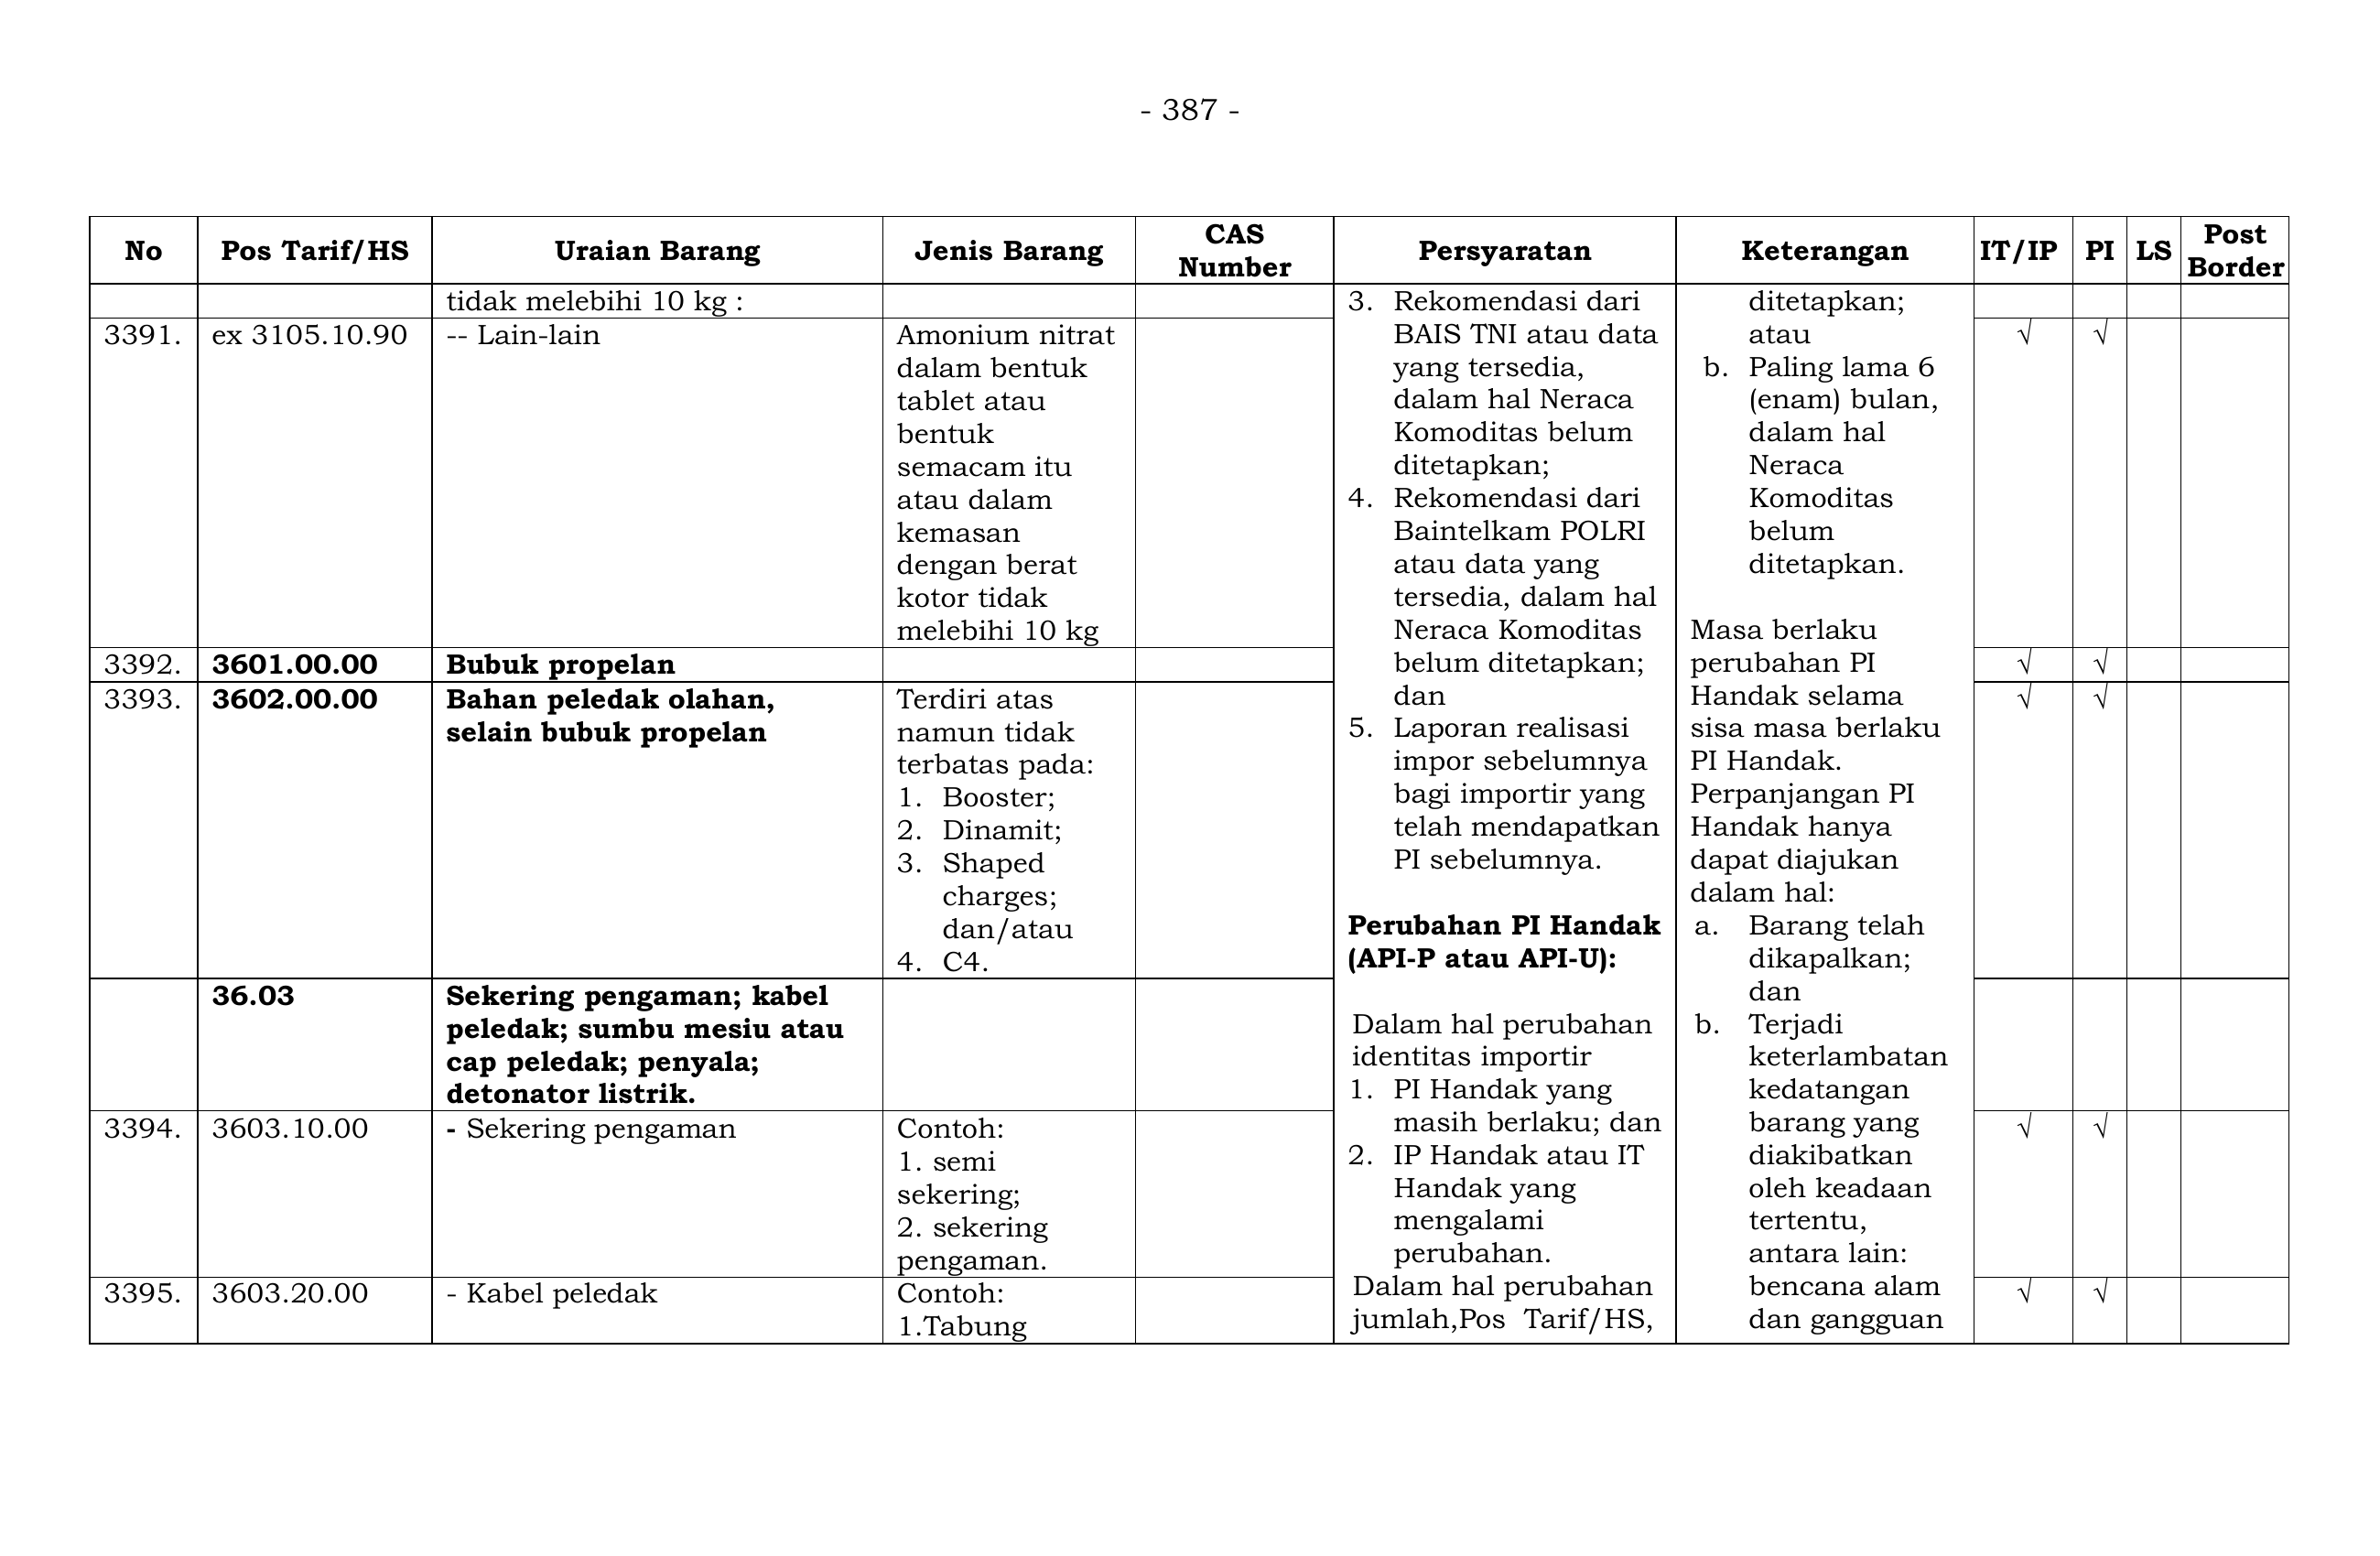 - 387 -
No Pos Tarif/HS Uraian Barang Jenis Barang CAS Number Persyaratan Keterangan IT/IP PI LS Post Border
tidak melebihi 10 kg :
3391. ex 3105.10.90 -- Lain-lain
Amonium nitrat
dalam bentuk
tablet atau
bentuk
semacam itu
atau dalam
kemasan
dengan berat
kotor tidak
melebihi 10 kg
√ √
3392. 3601.00.00 Bubuk propelan √ √
3393. 3602.00.00 Bahan peledak olahan,
selain bubuk propelan
Terdiri atas
namun tidak
terbatas pada:
1. Booster;
2. Dinamit;
3. Shaped
charges;
dan/atau
4. C4.
√ √
36.03 Sekering pengaman; kabel
peledak; sumbu mesiu atau
cap peledak; penyala;
detonator listrik.
3394. 3603.10.00 - Sekering pengaman
Contoh:
1. semi
sekering;
2. sekering
pengaman.
√ √
3395. 3603.20.00 - Kabel peledak
Contoh:
1.Tabung
√ √
3. Rekomendasi dari
BAIS TNI atau data
yang tersedia,
dalam hal Neraca
Komoditas belum
ditetapkan;
4. Rekomendasi dari
Baintelkam POLRI
atau data yang
tersedia, dalam hal
Neraca Komoditas
belum ditetapkan;
dan
5. Laporan realisasi
impor sebelumnya
bagi importir yang
telah mendapatkan
PI sebelumnya.
Perubahan PI Handak
(API-P atau API-U):
Dalam hal perubahan
identitas importir
1. PI Handak yang
masih berlaku; dan
2. IP Handak atau IT
Handak yang
mengalami
perubahan.
Dalam hal perubahan
jumlah,Pos Tarif/HS,
ditetapkan;
atau
b. Paling lama 6
(enam) bulan,
dalam hal
Neraca
Komoditas
belum
ditetapkan.
Masa berlaku
perubahan PI
Handak selama
sisa masa berlaku
PI Handak.
Perpanjangan PI
Handak hanya
dapat diajukan
dalam hal:
a. Barang telah
dikapalkan;
dan
b. Terjadi
keterlambatan
kedatangan
barang yang
diakibatkan
oleh keadaan
tertentu,
antara lain:
bencana alam
dan gangguan